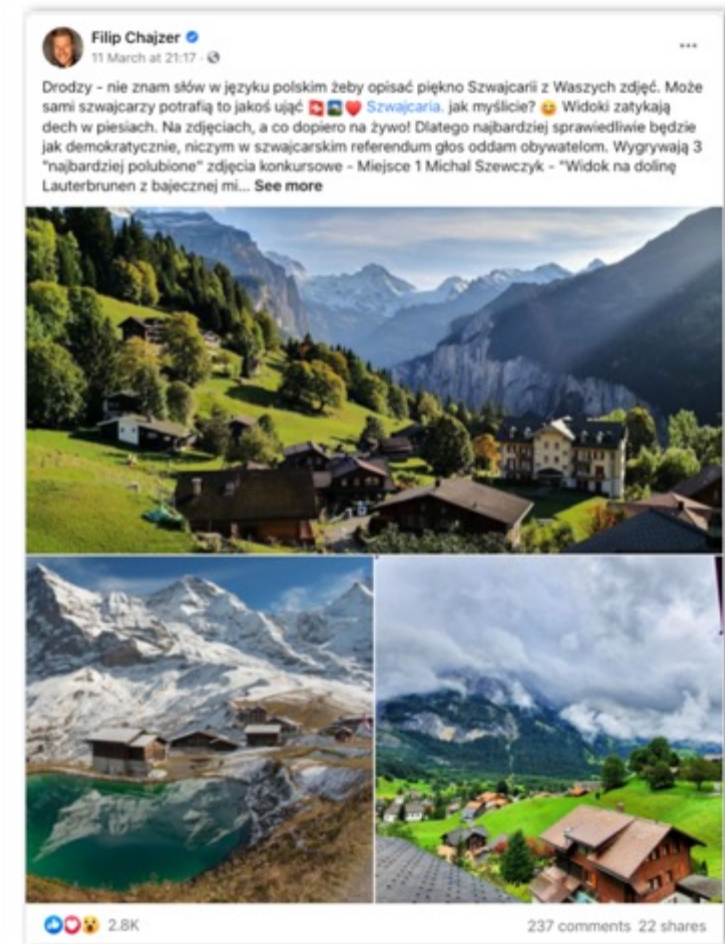 Filip Chajzer
11 March at 21:17 ·
Drodzy - nie znam słów w języku polskim żeby opisać piękno Szwajcarii z Waszych zdjęć. Może
sami szwajcarzy potrafią to jakoś ująć 🇨🇭🏞️❤️ Szwajcaria. jak myślicie? 😉 Widoki zatykają
dech w piesiach. Na zdjęciach, a co dopiero na żywo! Dlatego najbardziej sprawiedliwie będzie
jak demokratycznie, niczym w szwajcarskim referendum głos oddam obywatelom. Wygrywają 3
"najbardziej polubione" zdjęcia konkursowe - Miejsce 1 Michal Szewczyk - "Widok na dolinę
Lauterbrunen z bajecznej mi... See more
2.8K
237 comments 22 shares